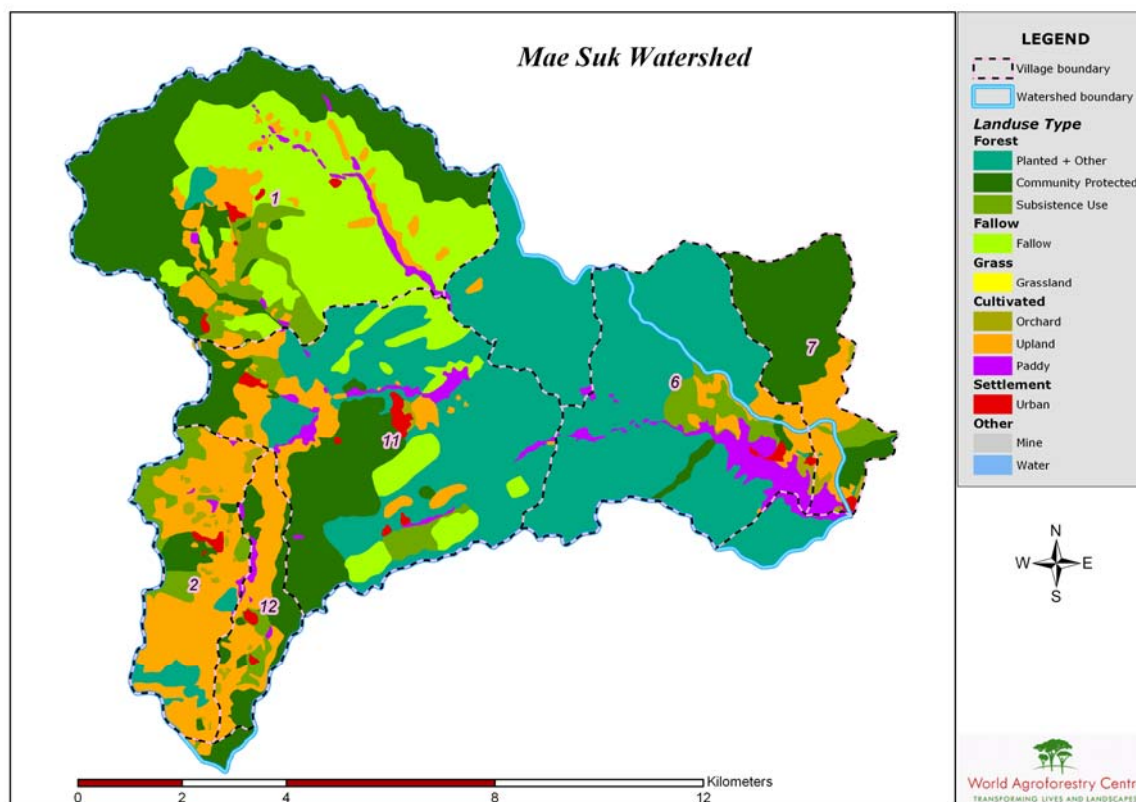 Mae Suk Watershed
1
7
6
11
2
12
Kilometers
0 2 4 8 12
LEGEND
Village boundary
Watershed boundary
Landuse Type
Forest
Planted + Other
Community Protected
Subsistence Use
Fallow
Fallow
Grass
Grassland
Cultivated
Orchard
Upland
Paddy
Settlement
Urban
Other
Mine
Water
N
W E
S
World Agroforestry Centre
TRANSFORMING LIVES AND LANDSCAPES